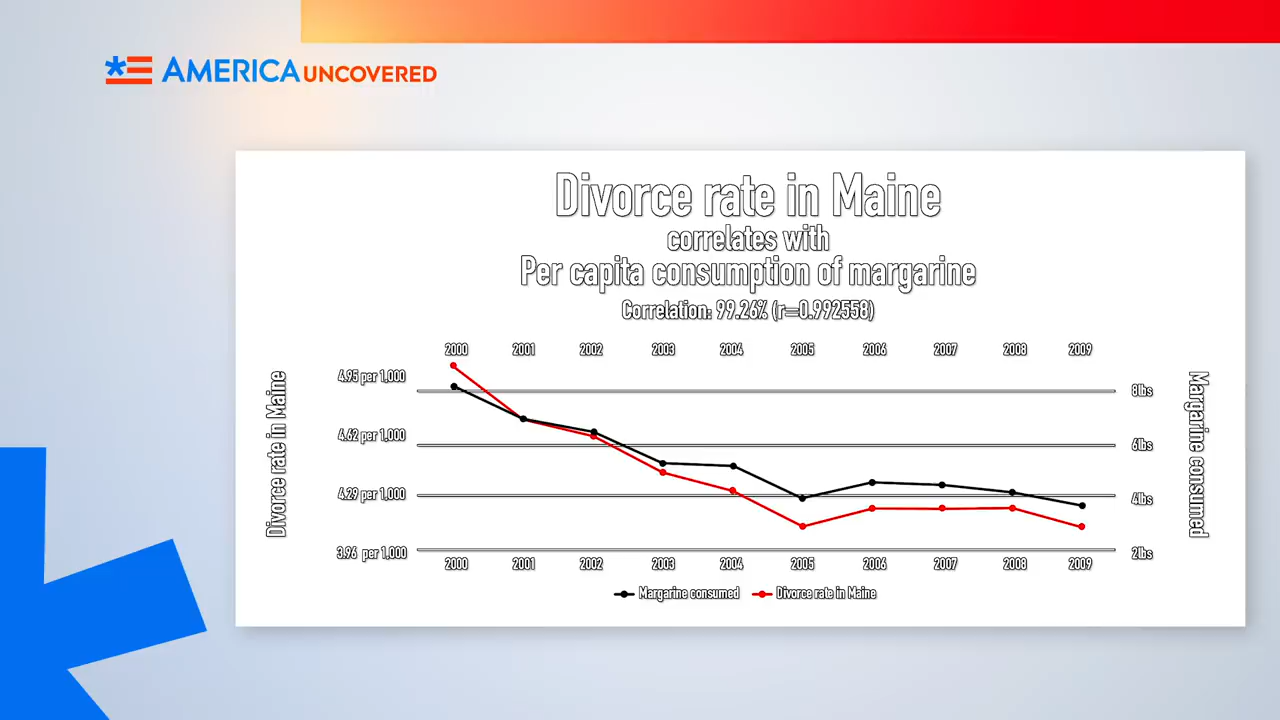 AMERICA UNCOVERED
Divorce rate in Maine
correlates with
Per capita consumption of margarine
Correlation: 99.26% (r=0.992558)
2000 2001 2002 2003 2004 2005 2006 2007 2008 2009
Divorce rate in Maine
4.95 per 1,000
4.62 per 1,000
4.29 per 1,000
3.96 per 1,000
8lbs
6lbs
4lbs
2lbs
Margarine consumed
2000 2001 2002 2003 2004 2005 2006 2007 2008 2009
Margarine consumed Divorce rate in Maine